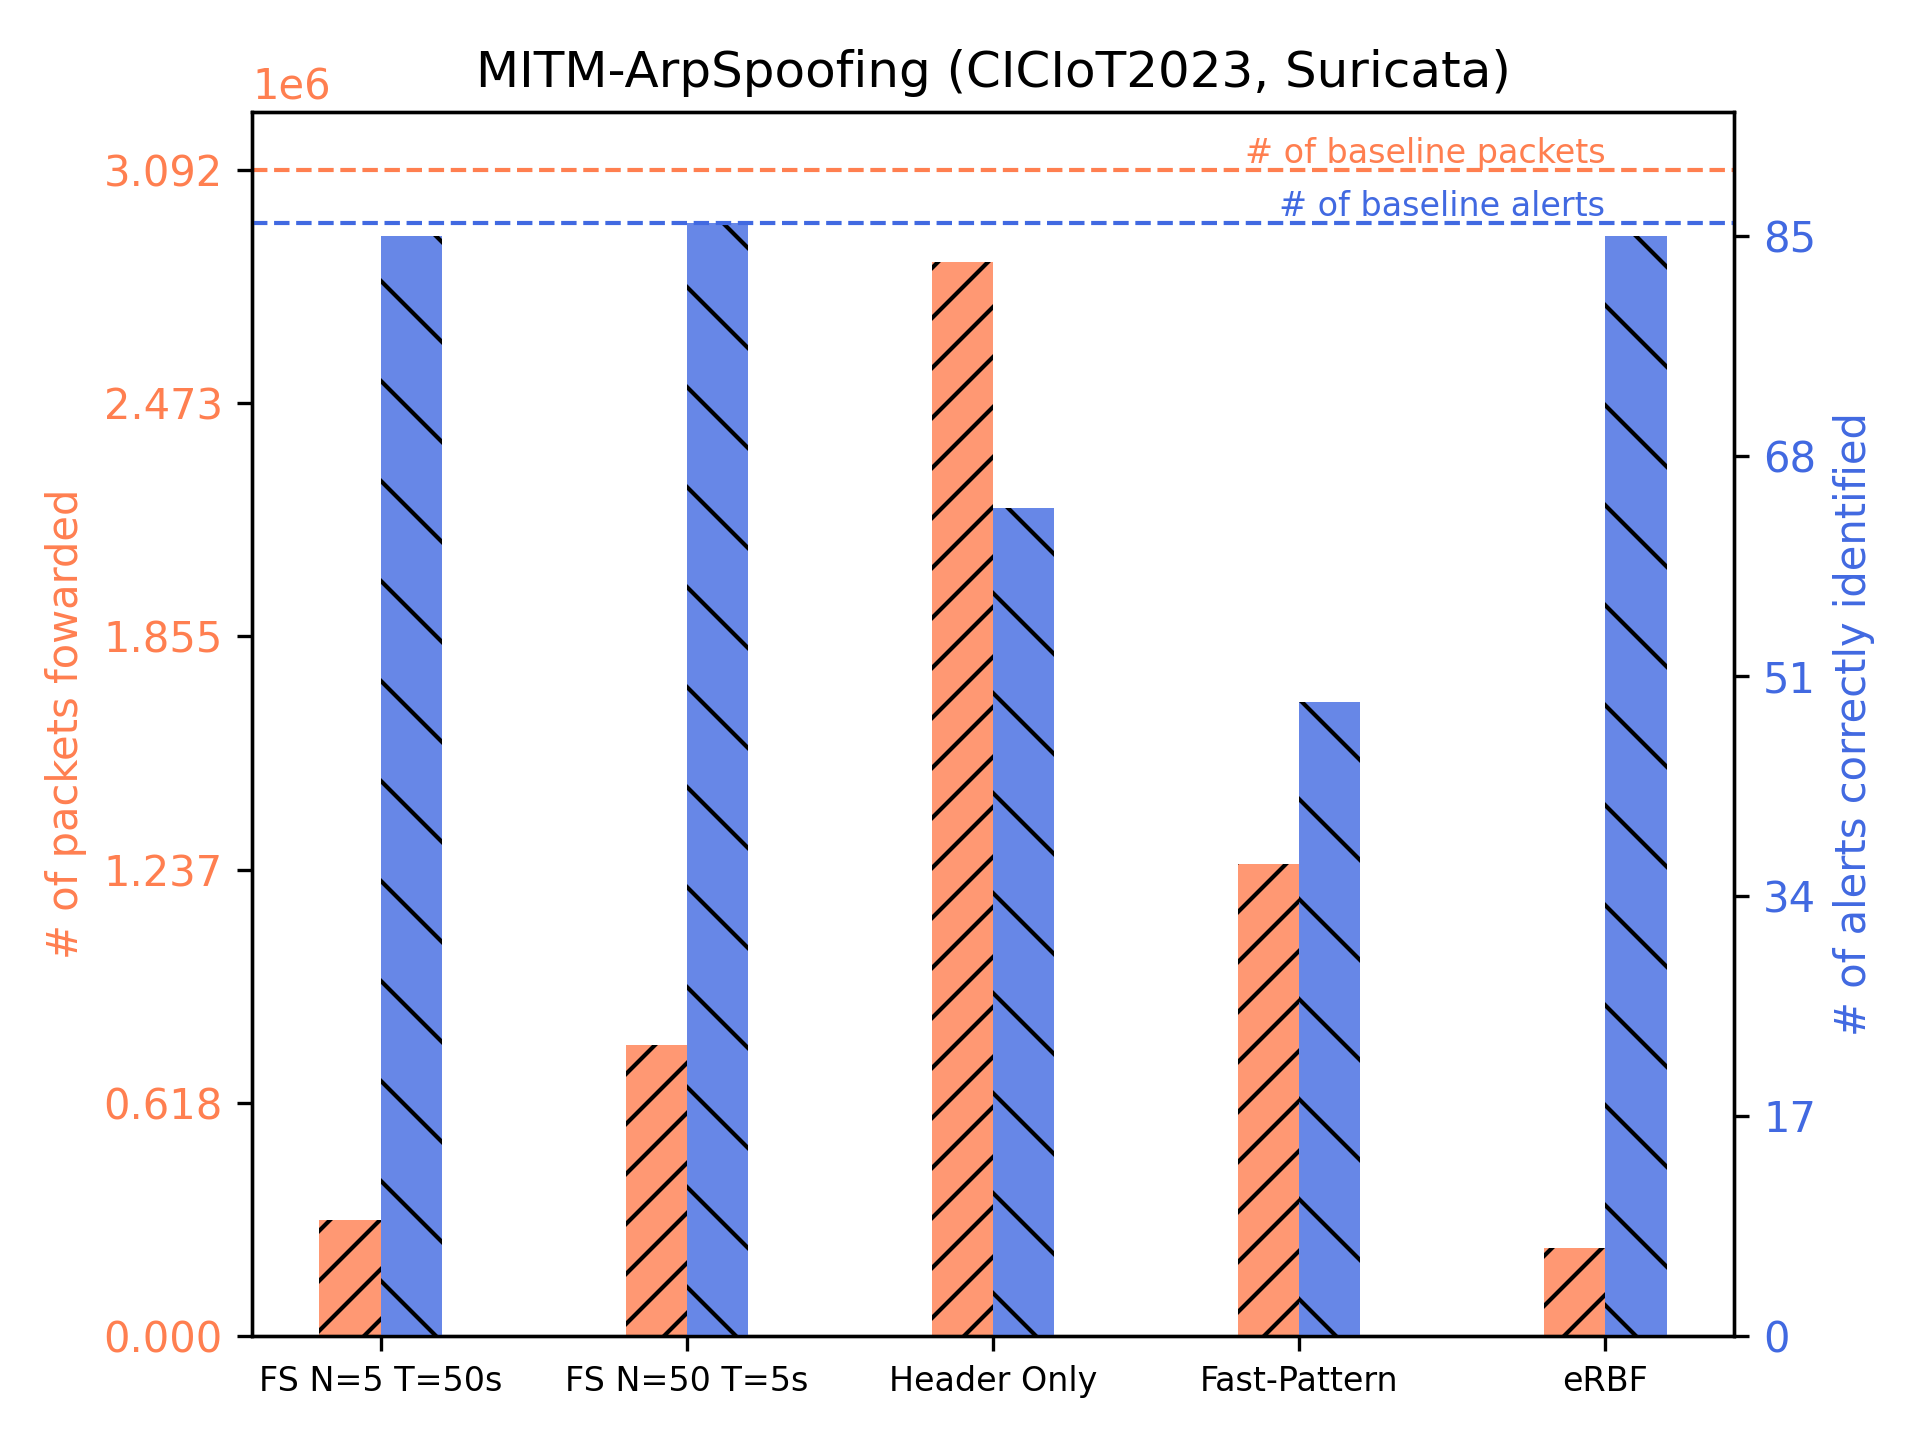 MITM-ArpSpoofing (CICIoT2023, Suricata)
1e6
# of baseline packets
# of baseline alerts
3.092
2.473
1.855
1.237
0.618
0.000
# of packets fowarded
85
68
51
34
17
0
# of alerts correctly identified
FS N=5 T=50s
FS N=50 T=5s
Header Only
Fast-Pattern
eRBF